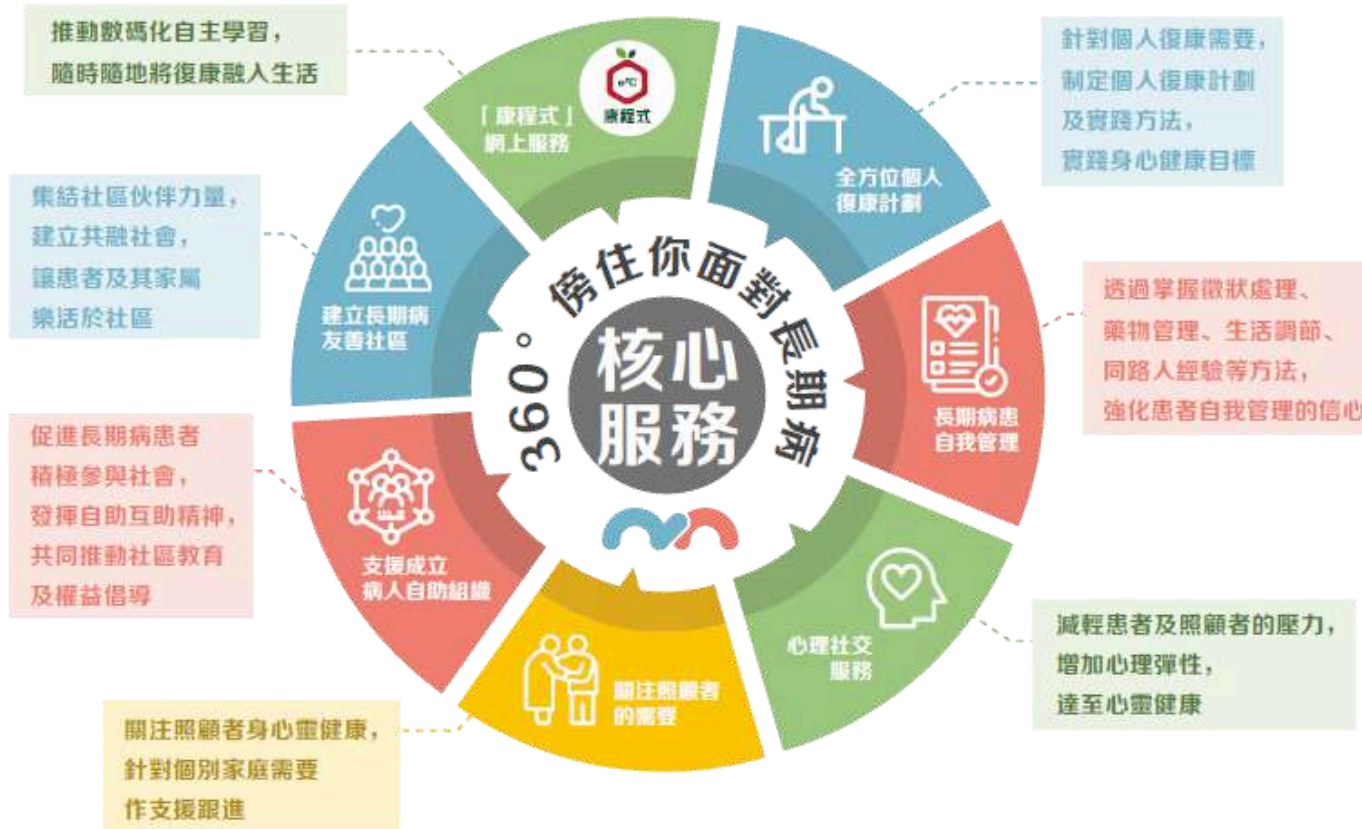 推動數碼化自主學習，
隨時隨地將復康融入生活
「康程式」
網上服務
康程式
針對個人復康需要，
制定個人復康計劃
及實踐方法，
實踐身心健康目標
全方位個人
復康計劃
集結社區伙伴力量，
建立共融社會，
讓患者及其家屬
樂活於社區
建立長期病
友善社區
透過掌握徵狀處理、
藥物管理、生活調節、
同路人經驗等方法，
強化患者自我管理的信心
長期病患
自我管理
360° 傍住你面對長期病
核心
服務
促進長期病患者
積極參與社會，
發揮自助互助精神，
共同推動社區教育
及權益倡導
支援成立
病人自助組織
減輕患者及照顧者的壓力，
增加心理彈性，
達至心靈健康
心理社交
服務
關注照顧者
的需要
關注照顧者身心靈健康，
針對個別家庭需要
作支援跟進